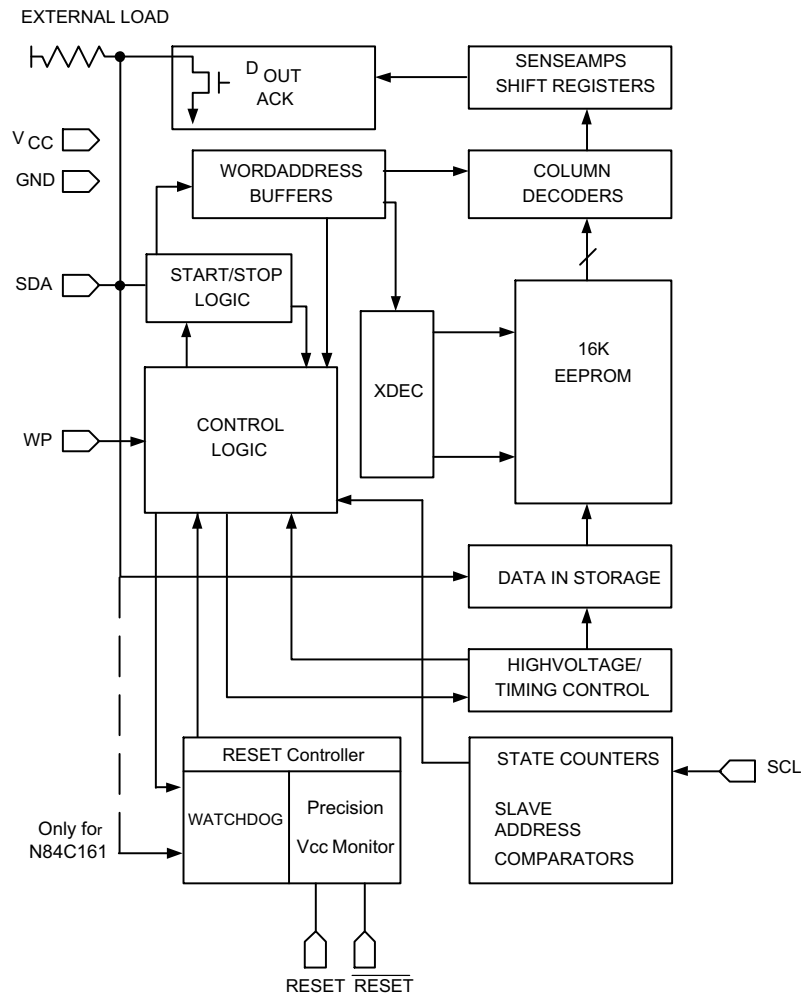 EXTERNAL LOAD
D OUT
ACK
SENSEAMPS
SHIFT REGISTERS
V CC
GND
WORDADDRESS
BUFFERS
COLUMN
DECODERS
SDA
START/STOP
LOGIC
XDEC
16K
EEPROM
WP
CONTROL
LOGIC
DATA IN STORAGE
HIGHVOLTAGE/
TIMING CONTROL
RESET Controller
WATCHDOG
Precision
Vcc Monitor
STATE COUNTERS
SLAVE
ADDRESS
COMPARATORS
SCL
Only for
N84C161
RESET RESET